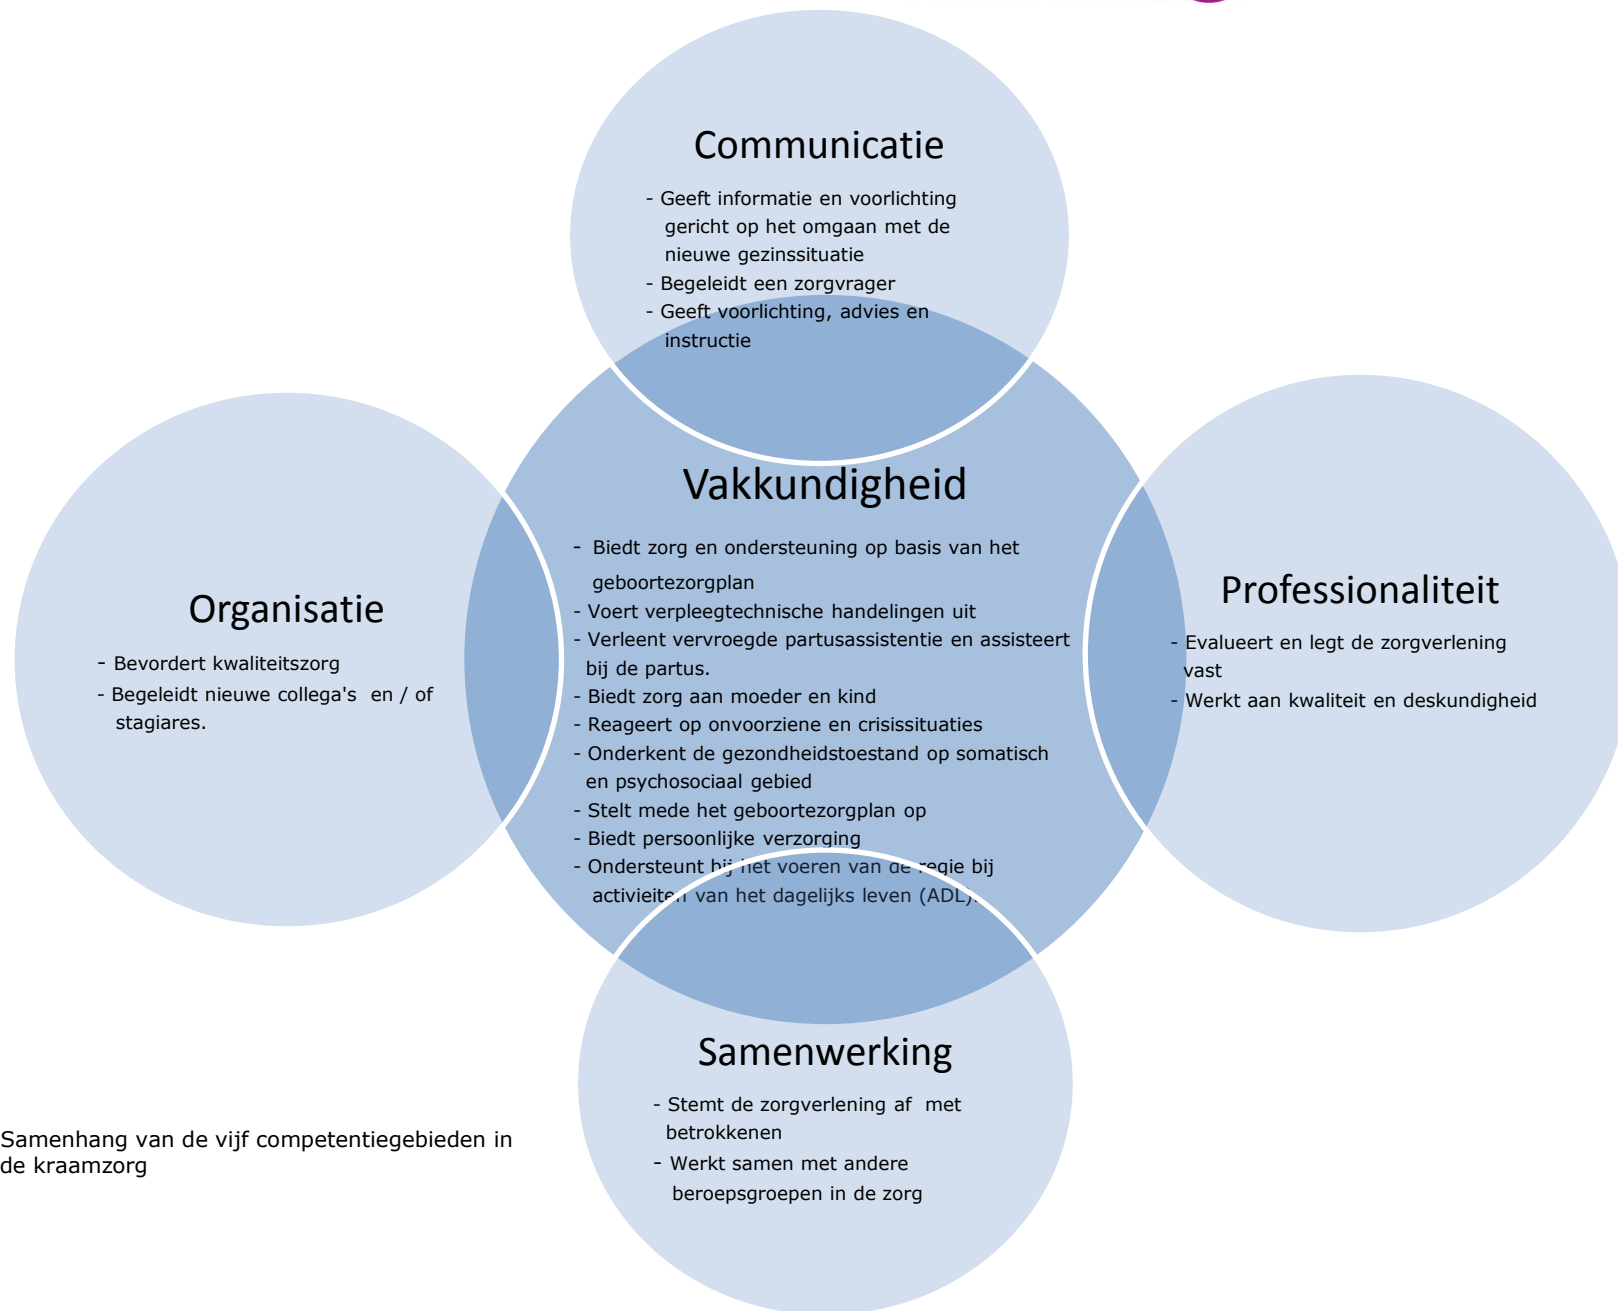 Communicatie
- Geeft informatie en voorlichting
gericht op het omgaan met de
nieuwe gezinssituatie
- Begeleidt een zorgvrager
- Geeft voorlichting, advies en
instructie
Vakkundigheid
- Biedt zorg en ondersteuning op basis van het
geboortezorgplan
- Voert verpleegtechnische handelingen uit
- Verleent vervroegde partusassistentie en assisteert
bij de partus.
- Biedt zorg aan moeder en kind
- Reageert op onvoorziene en crisissituaties
- Onderkent de gezondheidstoestand op somatisch
en psychosociaal gebied
- Stelt mede het geboortezorgplan op
- Biedt persoonlijke verzorging
- Ondersteunt bij het voeren van de regie bij
activieiten van het dagelijks leven (ADL).
Organisatie
- Bevordert kwaliteitszorg
- Begeleidt nieuwe collega's en / of
stagiares.
Professionaliteit
- Evalueert en legt de zorgverlening
vast
- Werkt aan kwaliteit en deskundigheid
Samenwerking
- Stemt de zorgverlening af met
betrokkenen
- Werkt samen met andere
beroepsgroepen in de zorg
Samenhang van de vijf competentiegebieden in
de kraamzorg